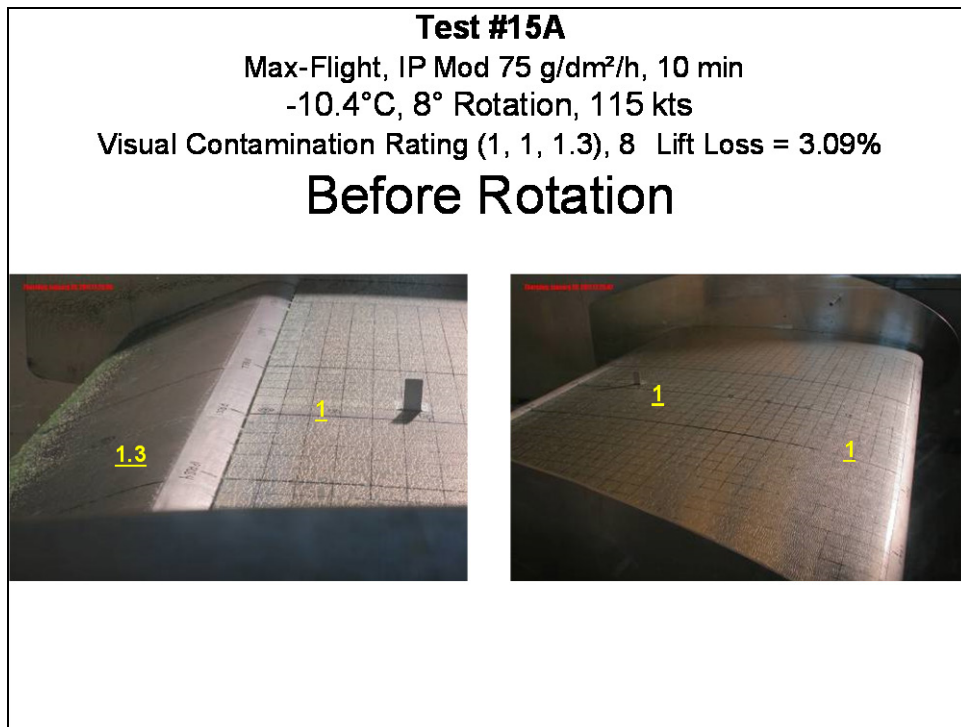 Test #15A
Max-Flight, IP Mod 75 g/dm²/h, 10 min
-10.4°C, 8° Rotation, 115 kts
Visual Contamination Rating (1, 1, 1.3), 8 Lift Loss = 3.09%
Before Rotation
1
1.3
1
1